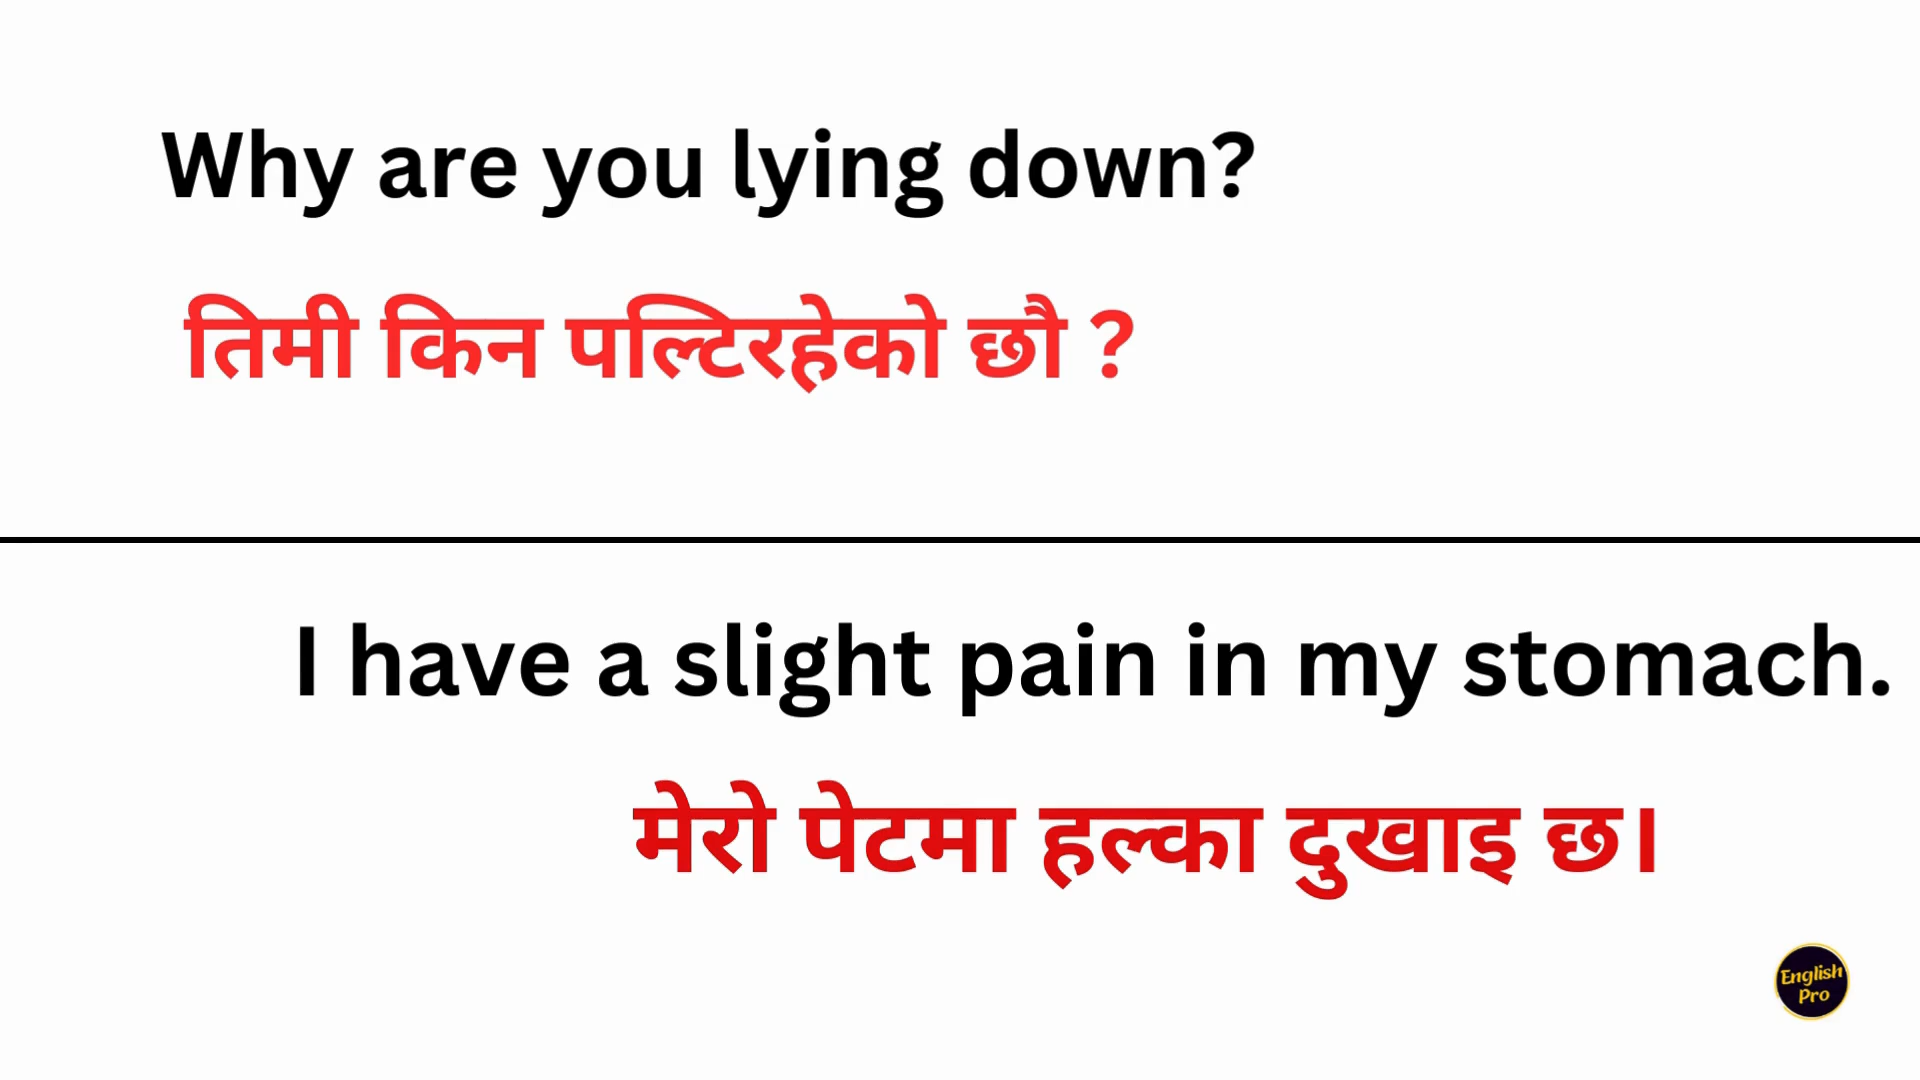 Why are you lying down?
तिमी किन पल्टिरहेको छौ ?
I have a slight pain in my stomach.
मेरो पेटमा हल्का दुखाइ छ।
English
Pro